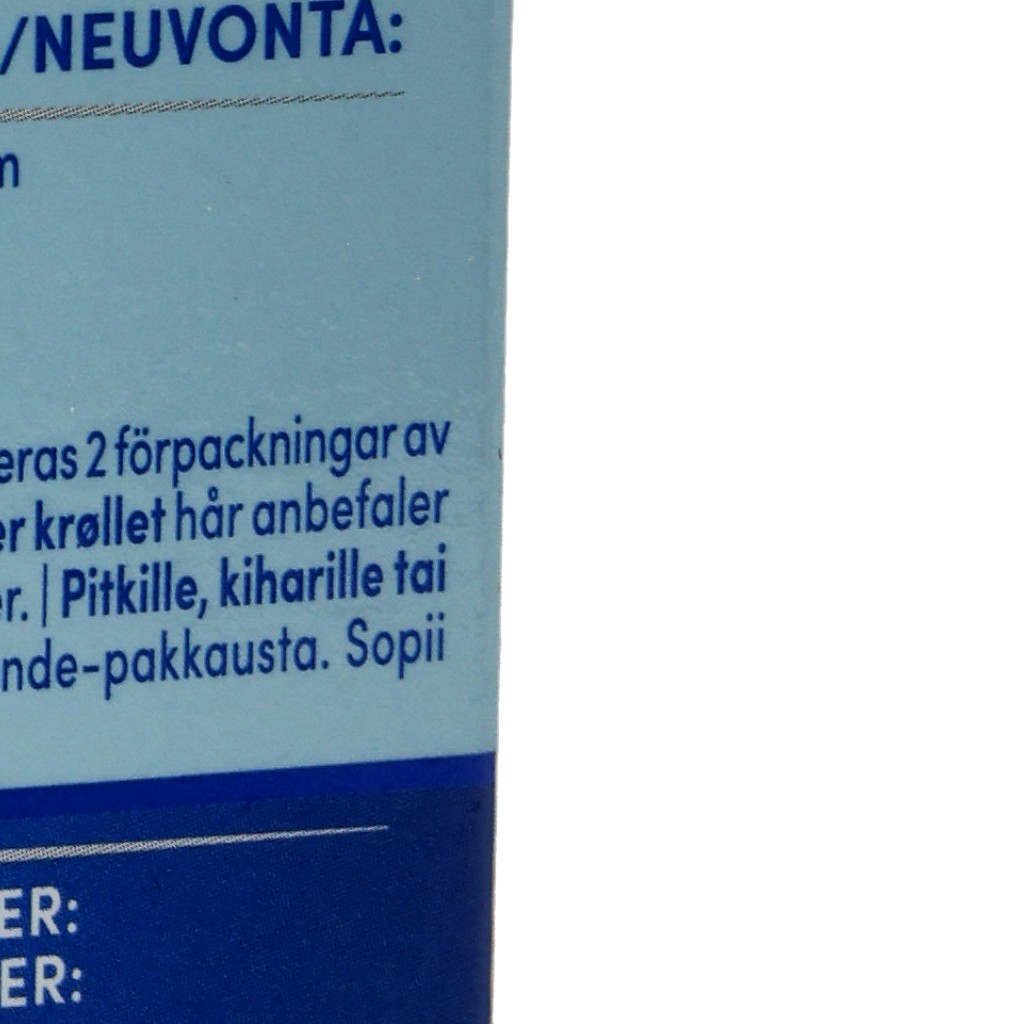 /NEUVONTA:
m
eras 2 förpackningar av
er krøllet hår anbefaler
er. | Pitkille, kiharille tai
nde-pakkausta. Sopii
ER:
ER: